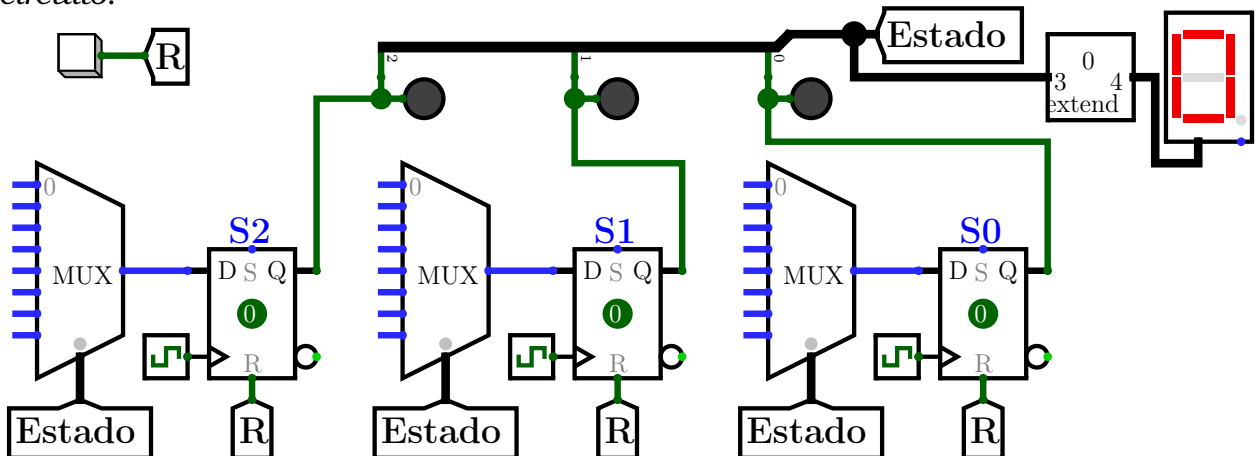 circuito.
R
2
1
0
Estado
0
3 4
extend
0
0
0
S2
S1
S0
MUX
D S Q
MUX
D S Q
MUX
D S Q
0
0
0
R
R
R
Estado
R
Estado
R
Estado
R